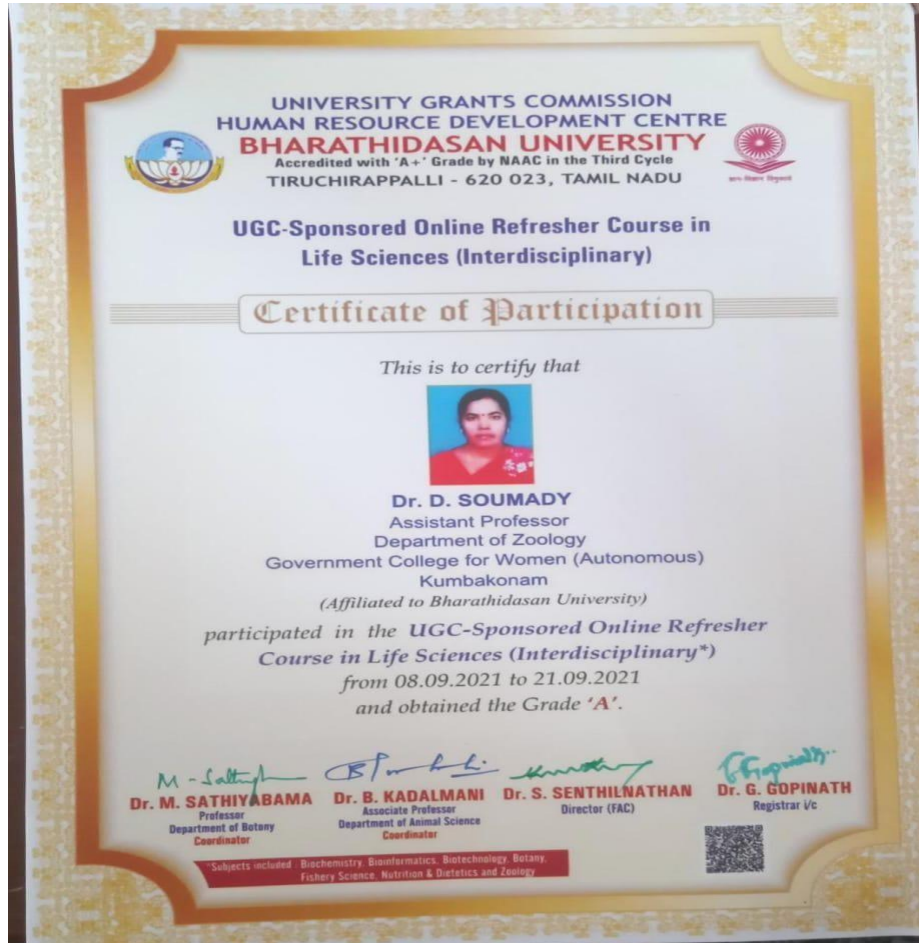 UNIVERSITY GRANTS COMMISSION
HUMAN RESOURCE DEVELOPMENT CENTRE
BHARATHIDASAN UNIVERSITY
Accredited with 'A+' Grade by NAAC in the Third Cycle
TIRUCHIRAPPALLI - 620 023, TAMIL NADU
ज्ञान-विज्ञान विमुक्तये
UGC-Sponsored Online Refresher Course in
Life Sciences (Interdisciplinary)
Certificate of Participation
This is to certify that
Dr. D. SOUMADY
Assistant Professor
Department of Zoology
Government College for Women (Autonomous)
Kumbakonam
(Affiliated to Bharathidasan University)
participated in the UGC-Sponsored Online Refresher
Course in Life Sciences (Interdisciplinary*)
from 08.09.2021 to 21.09.2021
and obtained the Grade 'A'.
Dr. M. SATHIYABAMA
Professor
Department of Botony
Coordinator
Dr. B. KADALMANI
Associate Professor
Department of Animal Science
Coordinator
Dr. S. SENTHILNATHAN
Director (FAC)
G. Gopinath
Dr. G. GOPINATH
Registrar i/c
*Subjects included : Biochemistry, Bioinformatics, Biotechnology, Botany,
Fishery Science, Nutrition & Dietetics and Zoology